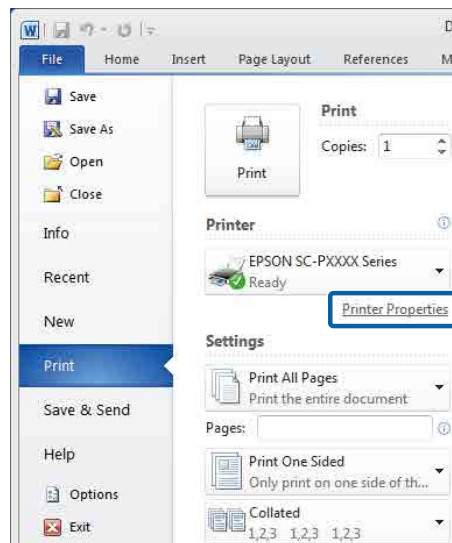 W
D
File Home Insert Page Layout References M
Save
Save As
Open
Close
Info
Recent
New
Print
Save & Send
Help
Options
Exit
Print
Print
Copies: 1
Printer
EPSON SC-PXXXX Series
Ready
Printer Properties
Settings
Print All Pages
Print the entire document
Pages:
Print One Sided
Only print on one side of th...
Collated
1,2,3 1,2,3 1,2,3